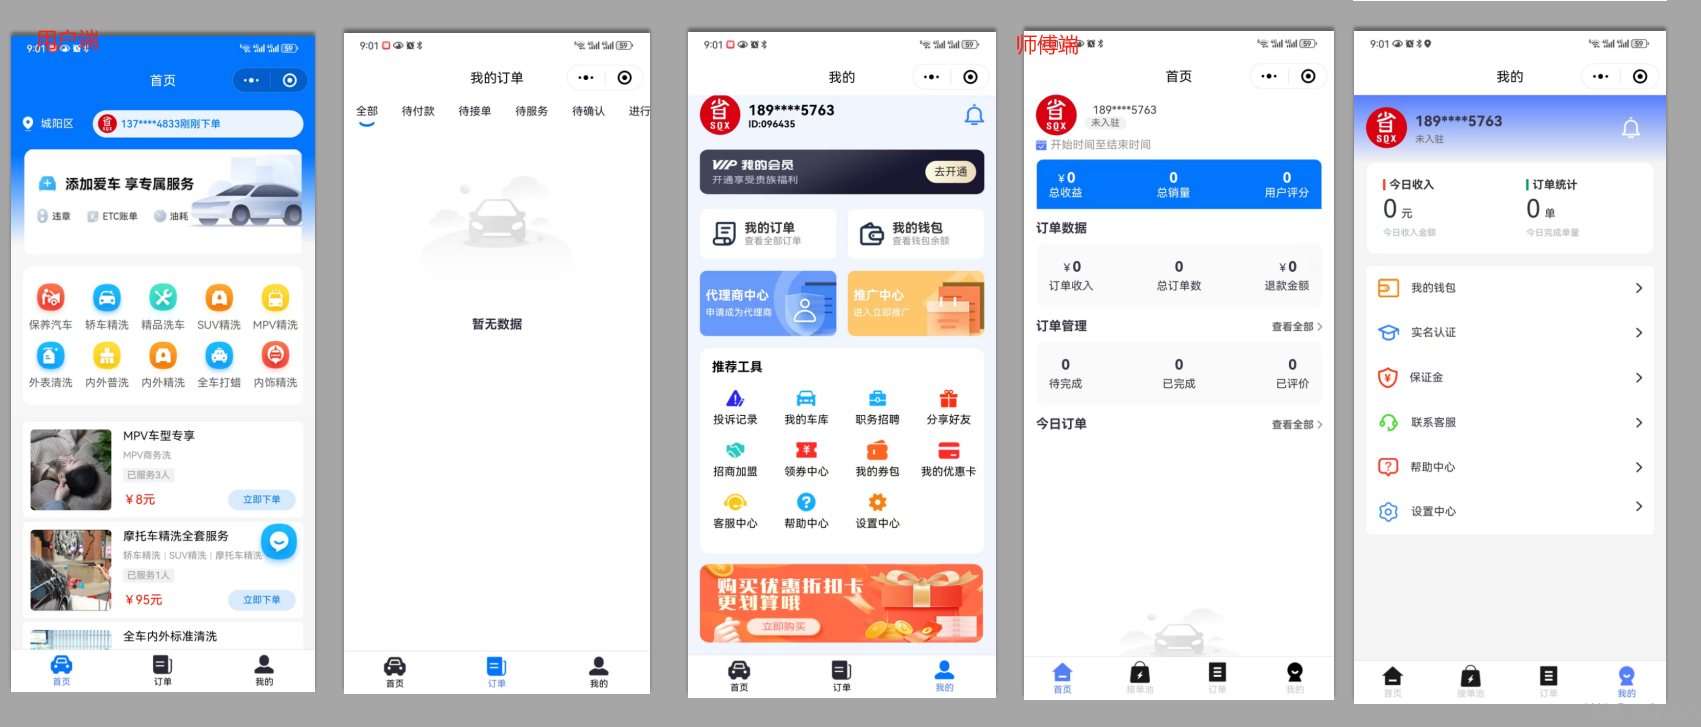 用户端
9:01
59
首页
城阳区
省
SQX
137****4833刚刚下单
添加爱车 享专属服务
违章
ETC账单
油耗
保养汽车
轿车精洗
精品洗车
SUV精洗
MPV精洗
外表清洗
内外普洗
内外精洗
全车打蜡
内饰精洗
MPV车型专享
MPV商务洗
已服务3人
￥8元
立即下单
摩托车精洗全套服务
轿车精洗 | SUV精洗 | 摩托车精洗
已服务1人
￥95元
立即下单
全车内外标准清洗
首页
订单
我的
9:01
59
我的订单
全部
待付款
待接单
待服务
待确认
进行
暂无数据
首页
订单
我的
9:01
59
我的
省
SQX
189****5763
ID:096435
VIP 我的会员
开通享受贵族福利
去开通
我的订单
查看全部订单
我的钱包
查看钱包余额
代理商中心
申请成为代理商
推广中心
进入立即推广
推荐工具
投诉记录
我的车库
职务招聘
分享好友
招商加盟
领券中心
我的券包
我的优惠卡
客服中心
帮助中心
设置中心
购买优惠折扣卡
更划算哦
立即购买
首页
订单
我的
师傅端
59
首页
省
SQX
189****5763
未入驻
开始时间至结束时间
￥0
总收益
0
总销量
0
用户评分
订单数据
￥0
订单收入
0
总订单数
￥0
退款金额
订单管理
查看全部
0
待完成
0
已完成
0
已评价
今日订单
查看全部
首页
接单池
订单
我的
9:01
59
我的
省
SQX
189****5763
未入驻
今日收入
0 元
今日收入金额
订单统计
0 单
今日完成单量
我的钱包
实名认证
保证金
联系客服
帮助中心
设置中心
首页
接单池
订单
我的